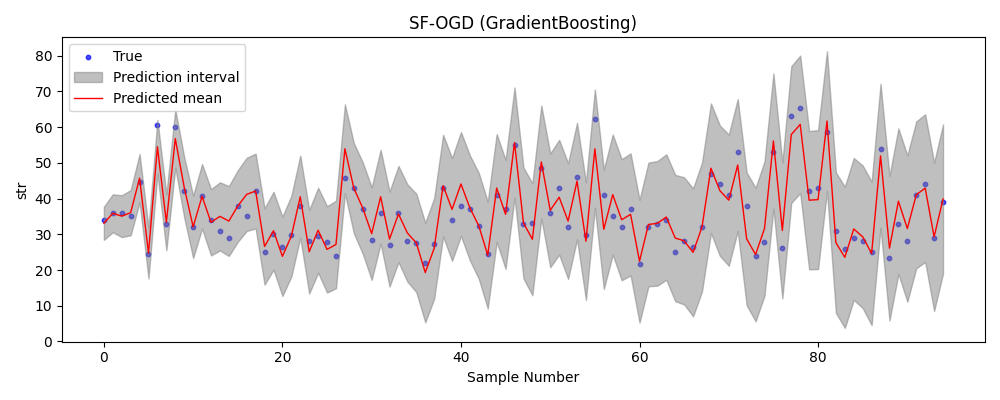 SF-OGD (GradientBoosting)
True
Prediction interval
Predicted mean
str
80
70
60
50
40
30
20
10
0
0 20 40 60 80
Sample Number